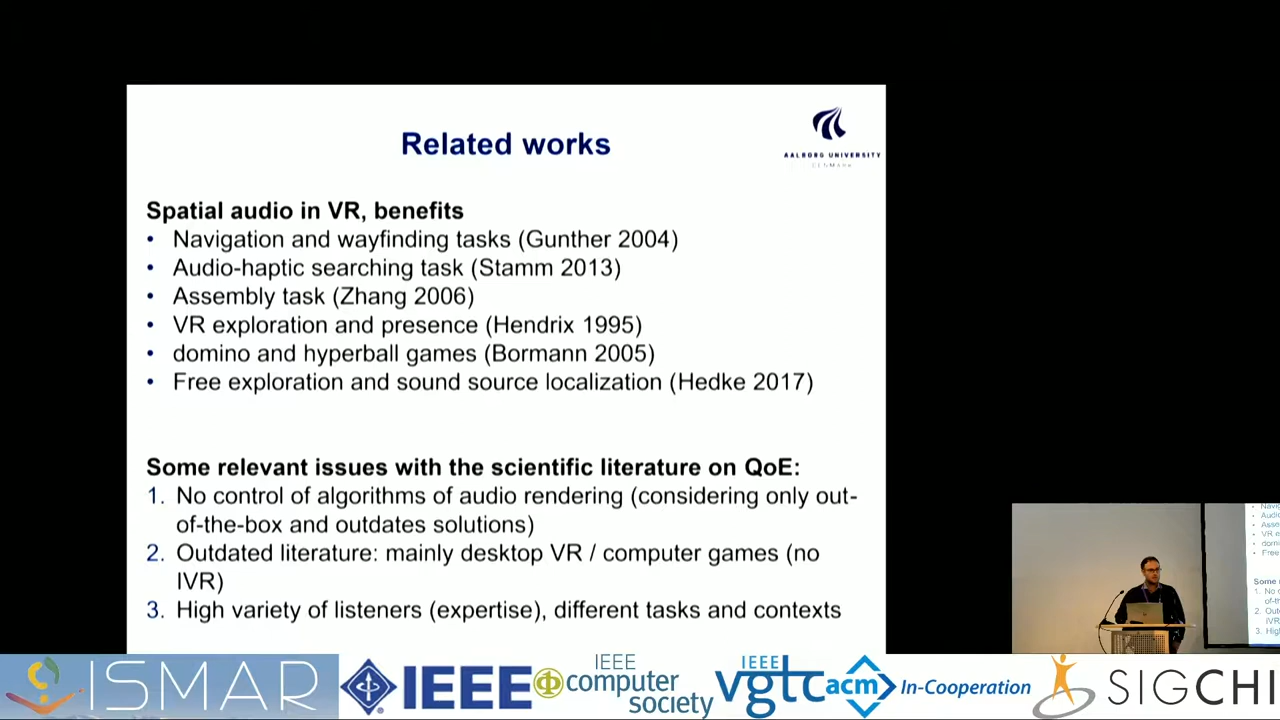 Related works
AALBORG UNIVERSITY
DENMARK
Spatial audio in VR, benefits
• Navigation and wayfinding tasks (Gunther 2004)
• Audio-haptic searching task (Stamm 2013)
• Assembly task (Zhang 2006)
• VR exploration and presence (Hendrix 1995)
• domino and hyperball games (Bormann 2005)
• Free exploration and sound source localization (Hedke 2017)
Some relevant issues with the scientific literature on QoE:
1. No control of algorithms of audio rendering (considering only out-
of-the-box and outdates solutions)
2. Outdated literature: mainly desktop VR / computer games (no
IVR)
3. High variety of listeners (expertise), different tasks and contexts
ISMAR
IEEE
IEEE
computer
society
IEEE
vgtc
acm
In-Cooperation
SIGCHI